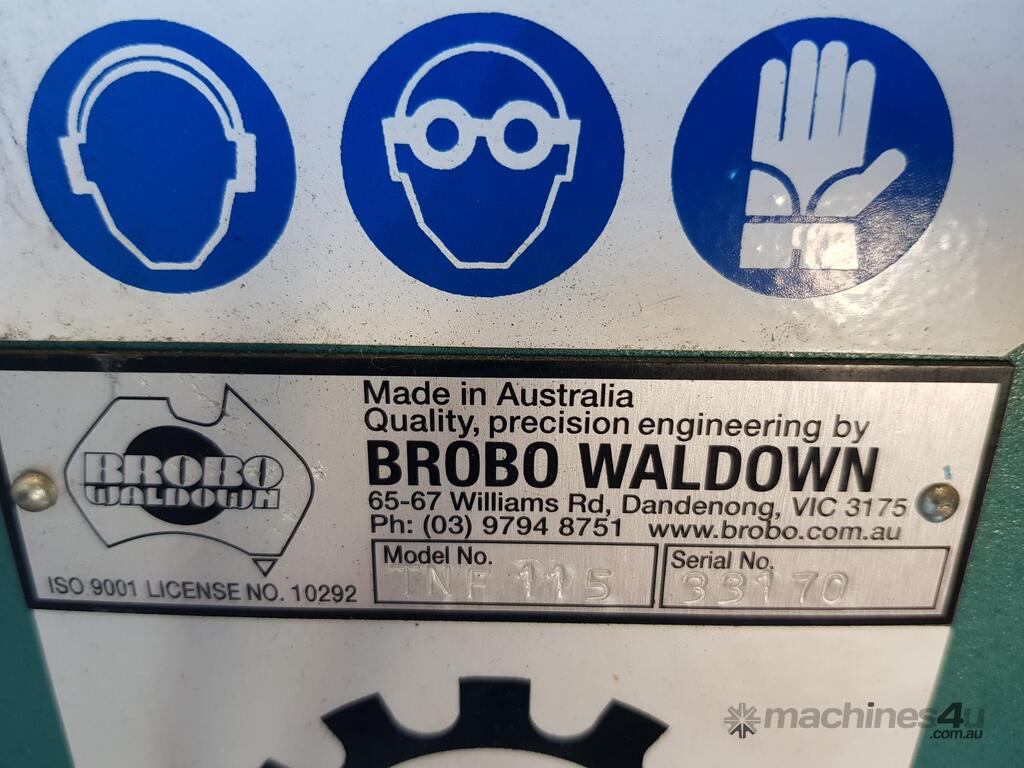 BROBO
WALDOWN
ISO 9001 LICENSE NO. 10292
Made in Australia
Quality, precision engineering by
BROBO WALDOWN
65-67 Williams Rd, Dandenong, VIC 3175
Ph: (03) 9794 8751 www.brobo.com.au
Model No.
TNF 115
Serial No.
33170
machines4u
.com.au